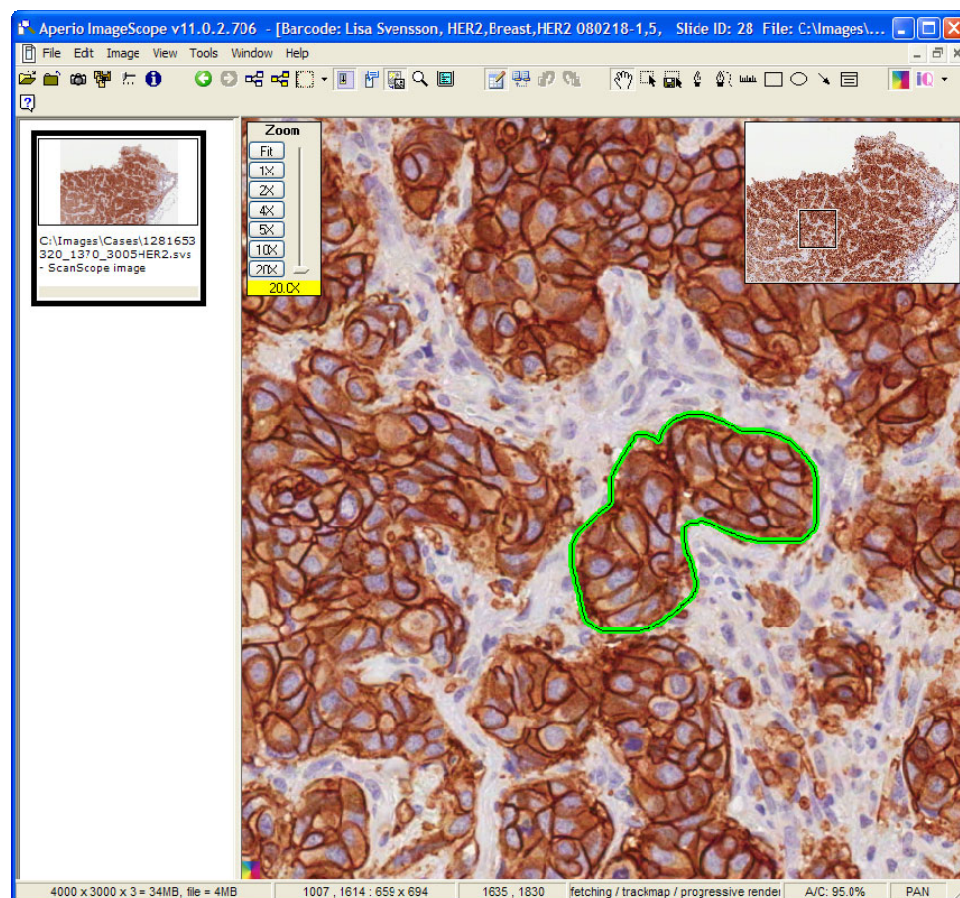 Aperio ImageScope v11.0.2.706 - [Barcode: Lisa Svensson, HER2,Breast,HER2 080218-1,5, Slide ID: 28 File: C:\Images\...
File Edit Image View Tools Window Help
iQ
Zoom
Fit
1X
2X
4X
5X
10X
20X
20.0X
C:\Images\Cases\1281653
320_1370_3005HER2.svs
- ScanScope image
4000 x 3000 x 3 = 34MB, file = 4MB
1007 , 1614 : 659 x 694
1635 , 1830
fetching / trackmap / progressive render
A/C: 95.0%
PAN